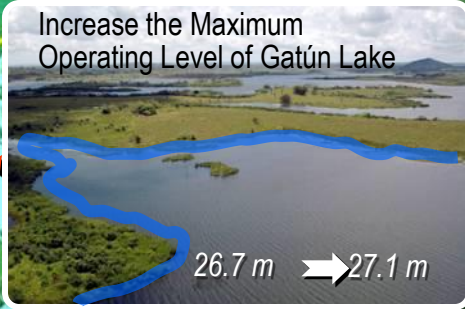 Increase the Maximum
Operating Level of Gatún Lake
26.7 m 27.1 m